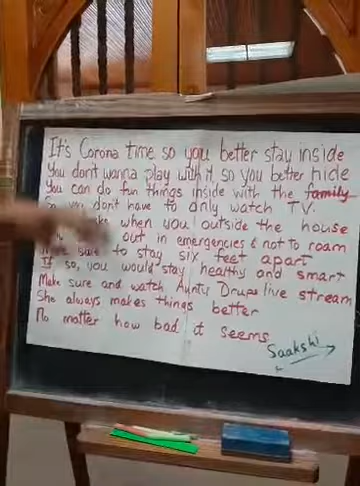 It's Corona time so you better stay inside
You don't wanna play with it so you better hide
You can do fun things inside with the family
So you don't have to only watch TV.
when you outside the house
out in emergencies & not to roam
sure to stay six feet apart
If so, you would stay healthy and smart
Make sure and watch Aunty Drups live stream
She always makes things better
No matter how bad it seems
Saakshi